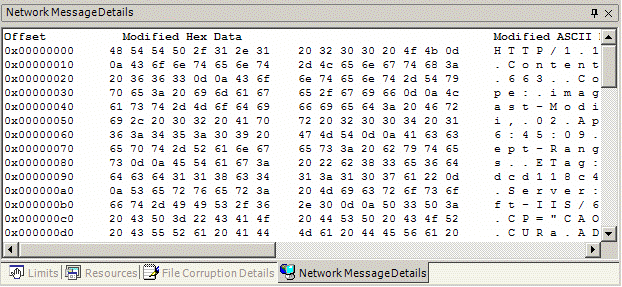 Network MessageDetails
Offset Modified Hex Data Modified ASCII
0x00000000 48 54 54 50 2f 31 2e 31 20 32 30 30 20 4f 4b 0d H T T P / 1 . 1
0x00000010 0a 43 6f 6e 74 65 6e 74 2d 4c 65 6e 67 74 68 3a . C o n t e n t
0x00000020 20 36 36 33 0d 0a 43 6f 6e 74 65 6e 74 2d 54 79 . 6 6 3 . . C o
0x00000030 70 65 3a 20 69 6d 61 67 65 2f 67 69 66 0d 0a 4c p e : . i m a g
0x00000040 61 73 74 2d 4d 6f 64 69 66 69 65 64 3a 20 46 72 a s t - M o d i
0x00000050 69 2c 20 30 32 20 41 70 72 20 32 30 30 34 20 31 i , . 0 2 . A p
0x00000060 36 3a 34 35 3a 30 39 20 47 4d 54 0d 0a 41 63 63 6 : 4 5 : 0 9 .
0x00000070 65 70 74 2d 52 61 6e 67 65 73 3a 20 62 79 74 65 e p t - R a n g
0x00000080 73 0d 0a 45 54 61 67 3a 20 22 62 38 33 65 36 64 s . . E T a g :
0x00000090 64 63 64 31 31 38 63 34 31 3a 31 30 37 61 22 0d d c d 1 1 8 c 4
0x000000a0 0a 53 65 72 76 65 72 3a 20 4d 69 63 72 6f 73 6f . S e r v e r :
0x000000b0 66 74 2d 49 49 53 2f 36 2e 30 0d 0a 50 33 50 3a f t - I I S / 6
0x000000c0 20 43 50 3d 22 43 41 4f 20 44 53 50 20 43 4f 52 . C P = " C A O
0x000000d0 20 43 55 52 61 20 41 44 4d 61 20 44 45 56 61 20 . C U R a . A D
Limits Resources File Corruption Details Network MessageDetails